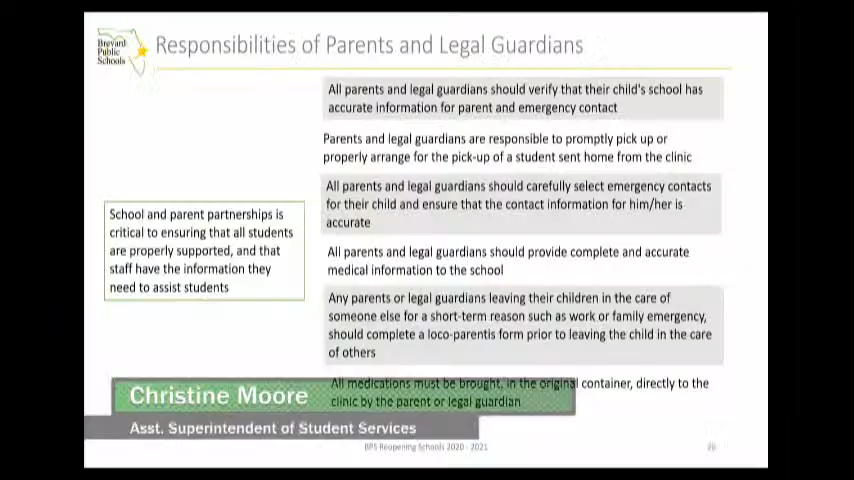 Brevard
Public
Schools
Responsibilities of Parents and Legal Guardians
All parents and legal guardians should verify that their child's school has
accurate information for parent and emergency contact
Parents and legal guardians are responsible to promptly pick up or
properly arrange for the pick-up of a student sent home from the clinic
All parents and legal guardians should carefully select emergency contacts
for their child and ensure that the contact information for him/her is
accurate
School and parent partnerships is
critical to ensuring that all students
are properly supported, and that
staff have the information they
need to assist students
All parents and legal guardians should provide complete and accurate
medical information to the school
Any parents or legal guardians leaving their children in the care of
someone else for a short-term reason such as work or family emergency,
should complete a loco-parentis form prior to leaving the child in the care
of others
All medications must be brought, in the original container, directly to the
clinic by the parent or legal guardian
Christine Moore
Asst. Superintendent of Student Services
BPS Reopening Schools 2020 - 2021